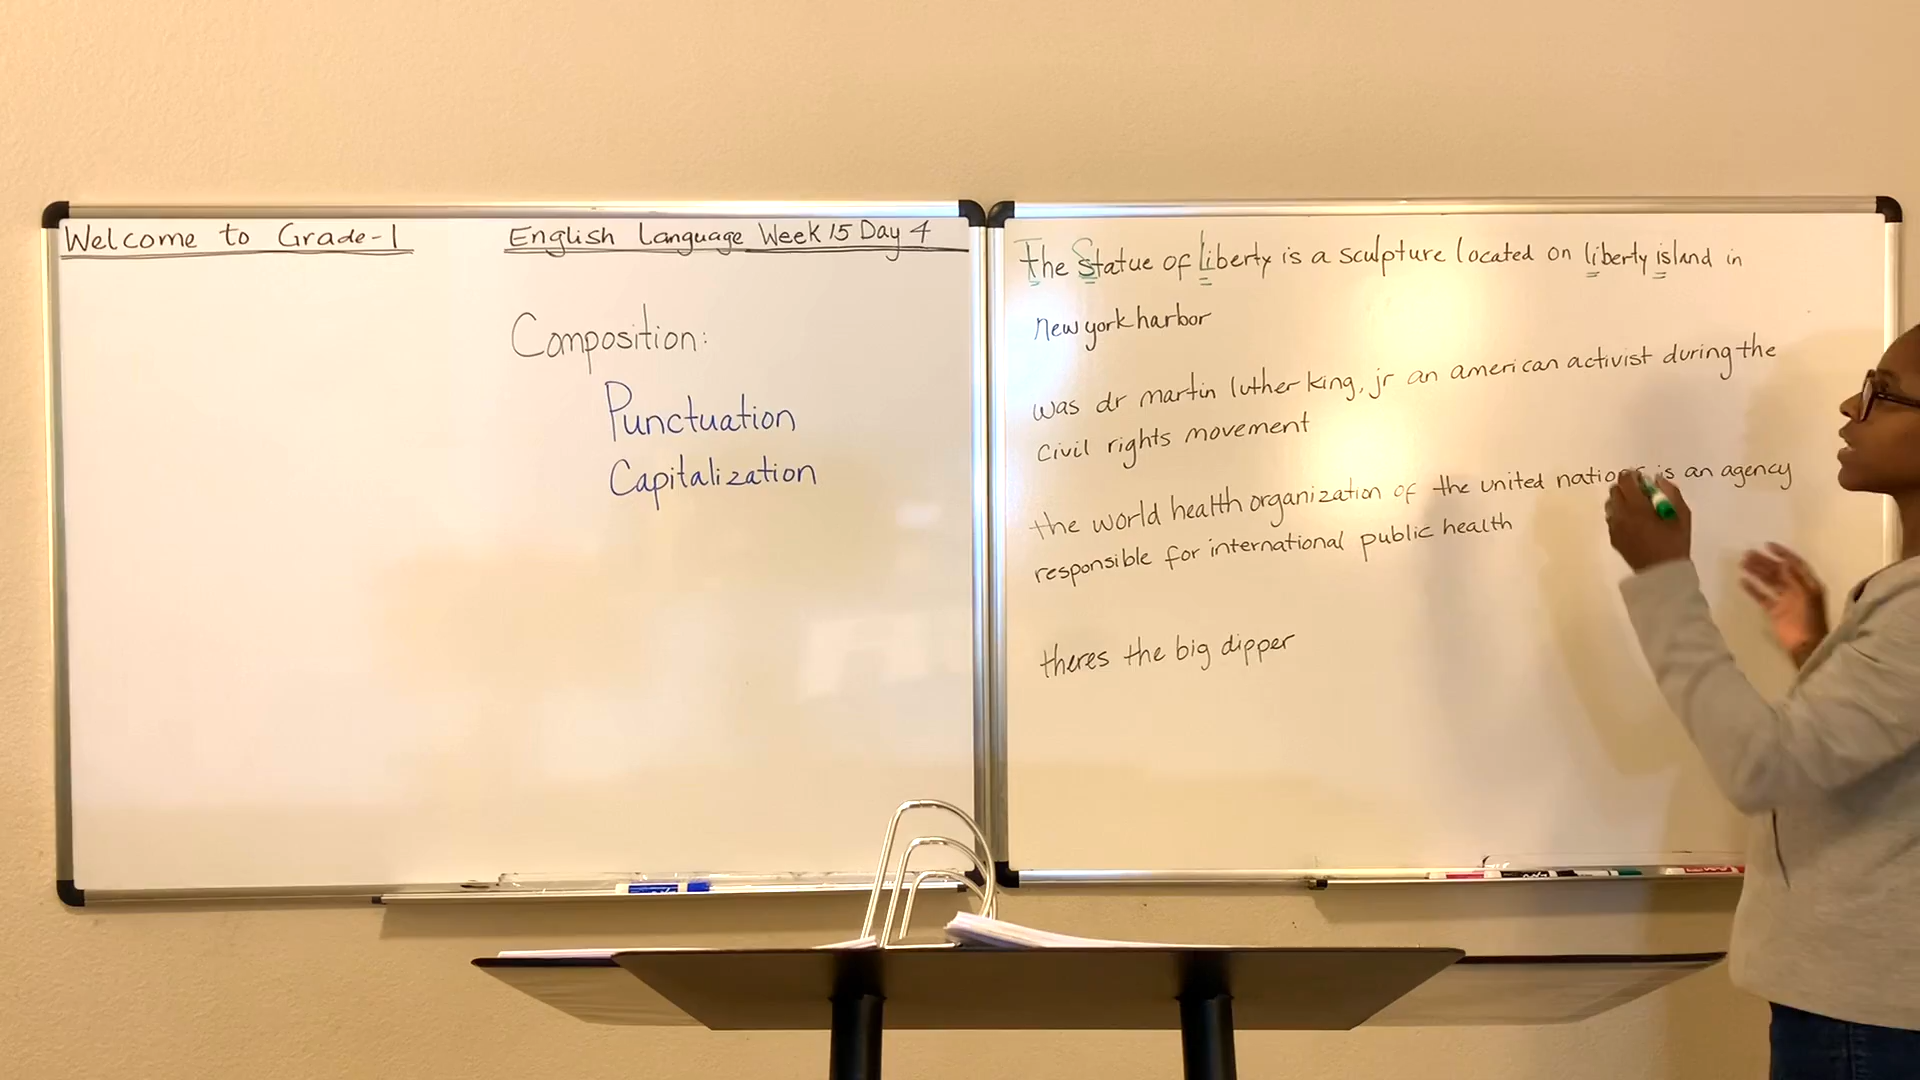 Welcome to Grade-1
English Language Week 15 Day 4
Composition:
Punctuation
Capitalization
The Statue of Liberty is a sculpture located on liberty island in
new york harbor
was dr martin luther king, jr an american activist during the
civil rights movement
the world health organization of the united nations is an agency
responsible for international public health
theres the big dipper